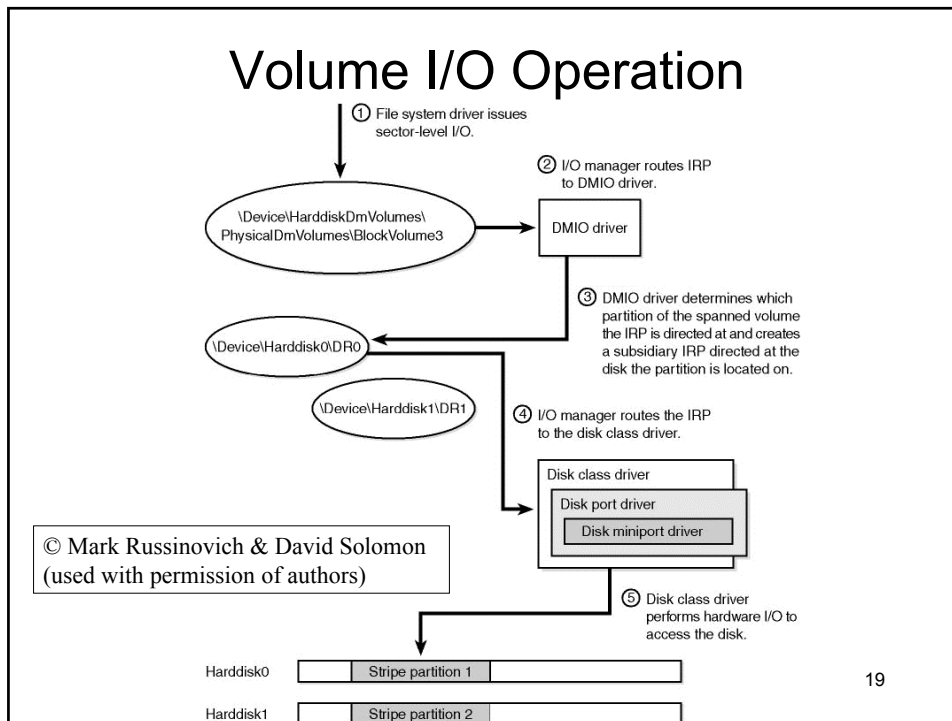 Volume I/O Operation
① File system driver issues
sector-level I/O.
② I/O manager routes IRP
to DMIO driver.
\Device\HarddiskDmVolumes\
PhysicalDmVolumes\BlockVolume3
DMIO driver
③ DMIO driver determines which
partition of the spanned volume
the IRP is directed at and creates
a subsidiary IRP directed at the
disk the partition is located on.
\Device\Harddisk0\DR0
\Device\Harddisk1\DR1
④ I/O manager routes the IRP
to the disk class driver.
Disk class driver
Disk port driver
Disk miniport driver
© Mark Russinovich & David Solomon
(used with permission of authors)
⑤ Disk class driver
performs hardware I/O to
access the disk.
Harddisk0
Stripe partition 1
19
Harddisk1
Stripe partition 2